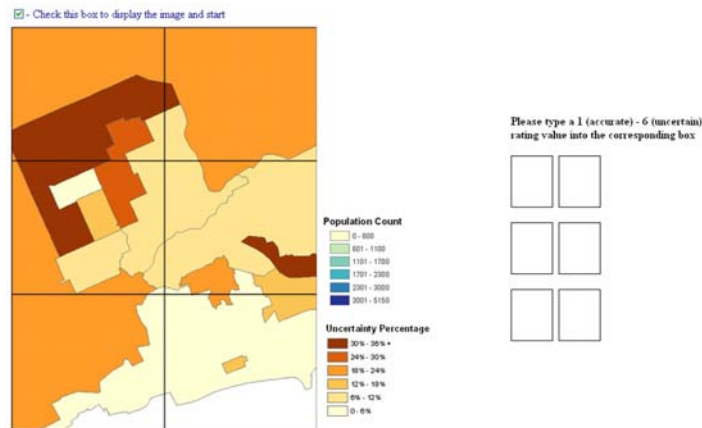 - Check this box to display the image and start
Please type a 1 (accurate) - 6 (uncertain)
rating value into the corresponding box
Population Count
0 - 600
601 - 1100
1101 - 1700
1701 - 2300
2301 - 3000
3001 - 5150
Uncertainty Percentage
30% - 36% +
24% - 30%
18% - 24%
12% - 18%
6% - 12%
0 - 6%